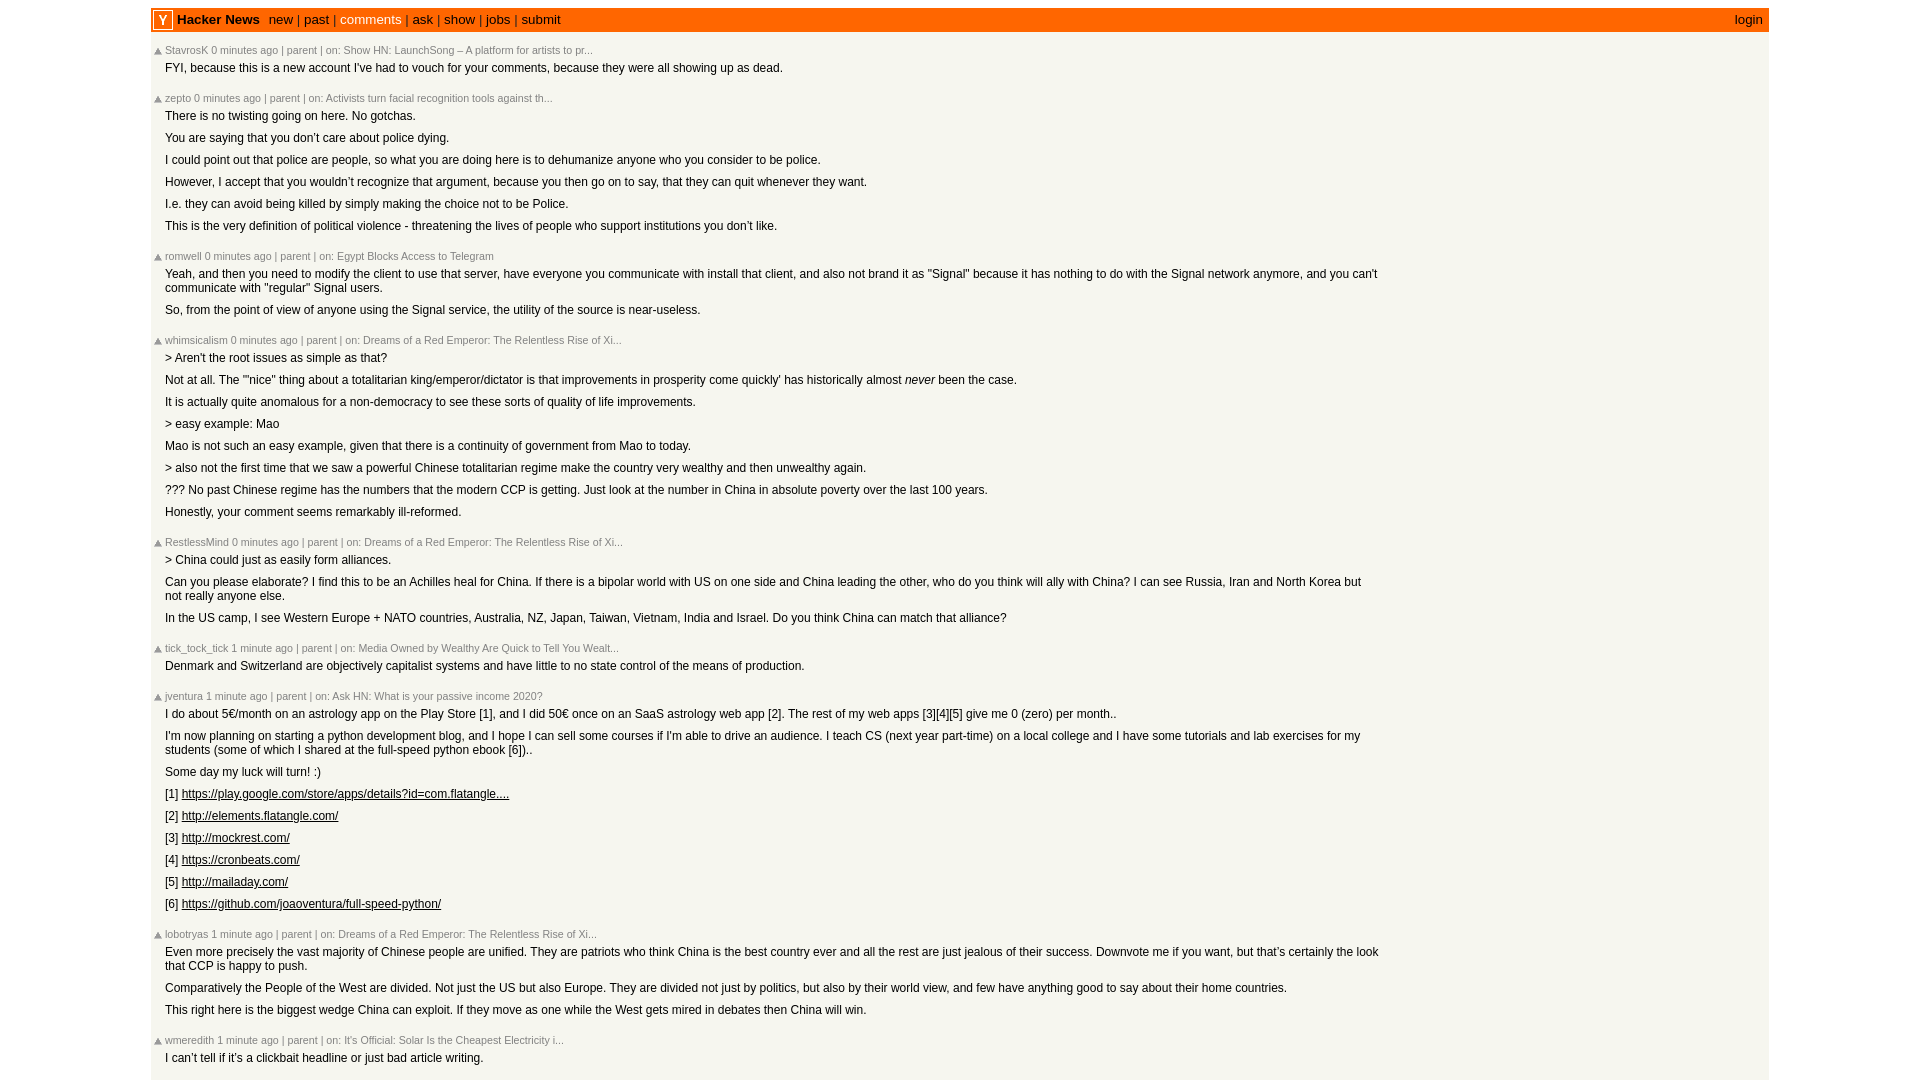 Y Hacker News new | past | comments | ask | show | jobs | submit login
StavrosK 0 minutes ago | parent | on: Show HN: LaunchSong – A platform for artists to pr...
FYI, because this is a new account I've had to vouch for your comments, because they were all showing up as dead.
zepto 0 minutes ago | parent | on: Activists turn facial recognition tools against th...
There is no twisting going on here. No gotchas.
You are saying that you don’t care about police dying.
I could point out that police are people, so what you are doing here is to dehumanize anyone who you consider to be police.
However, I accept that you wouldn’t recognize that argument, because you then go on to say, that they can quit whenever they want.
I.e. they can avoid being killed by simply making the choice not to be Police.
This is the very definition of political violence - threatening the lives of people who support institutions you don’t like.
romwell 0 minutes ago | parent | on: Egypt Blocks Access to Telegram
Yeah, and then you need to modify the client to use that server, have everyone you communicate with install that client, and also not brand it as "Signal" because it has nothing to do with the Signal network anymore, and you can't
communicate with "regular" Signal users.
So, from the point of view of anyone using the Signal service, the utility of the source is near-useless.
whimsicalism 0 minutes ago | parent | on: Dreams of a Red Emperor: The Relentless Rise of Xi...
> Aren't the root issues as simple as that?
Not at all. The '"nice" thing about a totalitarian king/emperor/dictator is that improvements in prosperity come quickly' has historically almost never been the case.
It is actually quite anomalous for a non-democracy to see these sorts of quality of life improvements.
> easy example: Mao
Mao is not such an easy example, given that there is a continuity of government from Mao to today.
> also not the first time that we saw a powerful Chinese totalitarian regime make the country very wealthy and then unwealthy again.
??? No past Chinese regime has the numbers that the modern CCP is getting. Just look at the number in China in absolute poverty over the last 100 years.
Honestly, your comment seems remarkably ill-reformed.
RestlessMind 0 minutes ago | parent | on: Dreams of a Red Emperor: The Relentless Rise of Xi...
> China could just as easily form alliances.
Can you please elaborate? I find this to be an Achilles heal for China. If there is a bipolar world with US on one side and China leading the other, who do you think will ally with China? I can see Russia, Iran and North Korea but
not really anyone else.
In the US camp, I see Western Europe + NATO countries, Australia, NZ, Japan, Taiwan, Vietnam, India and Israel. Do you think China can match that alliance?
tick_tock_tick 1 minute ago | parent | on: Media Owned by Wealthy Are Quick to Tell You Wealt...
Denmark and Switzerland are objectively capitalist systems and have little to no state control of the means of production.
jventura 1 minute ago | parent | on: Ask HN: What is your passive income 2020?
I do about 5€/month on an astrology app on the Play Store [1], and I did 50€ once on an SaaS astrology web app [2]. The rest of my web apps [3][4][5] give me 0 (zero) per month..
I'm now planning on starting a python development blog, and I hope I can sell some courses if I'm able to drive an audience. I teach CS (next year part-time) on a local college and I have some tutorials and lab exercises for my
students (some of which I shared at the full-speed python ebook [6])..
Some day my luck will turn! :)
[1] https://play.google.com/store/apps/details?id=com.flatangle....
[2] http://elements.flatangle.com/
[3] http://mockrest.com/
[4] https://cronbeats.com/
[5] http://mailaday.com/
[6] https://github.com/joaoventura/full-speed-python/
lobotryas 1 minute ago | parent | on: Dreams of a Red Emperor: The Relentless Rise of Xi...
Even more precisely the vast majority of Chinese people are unified. They are patriots who think China is the best country ever and all the rest are just jealous of their success. Downvote me if you want, but that’s certainly the look
that CCP is happy to push.
Comparatively the People of the West are divided. Not just the US but also Europe. They are divided not just by politics, but also by their world view, and few have anything good to say about their home countries.
This right here is the biggest wedge China can exploit. If they move as one while the West gets mired in debates then China will win.
wmeredith 1 minute ago | parent | on: It's Official: Solar Is the Cheapest Electricity i...
I can’t tell if it’s a clickbait headline or just bad article writing.